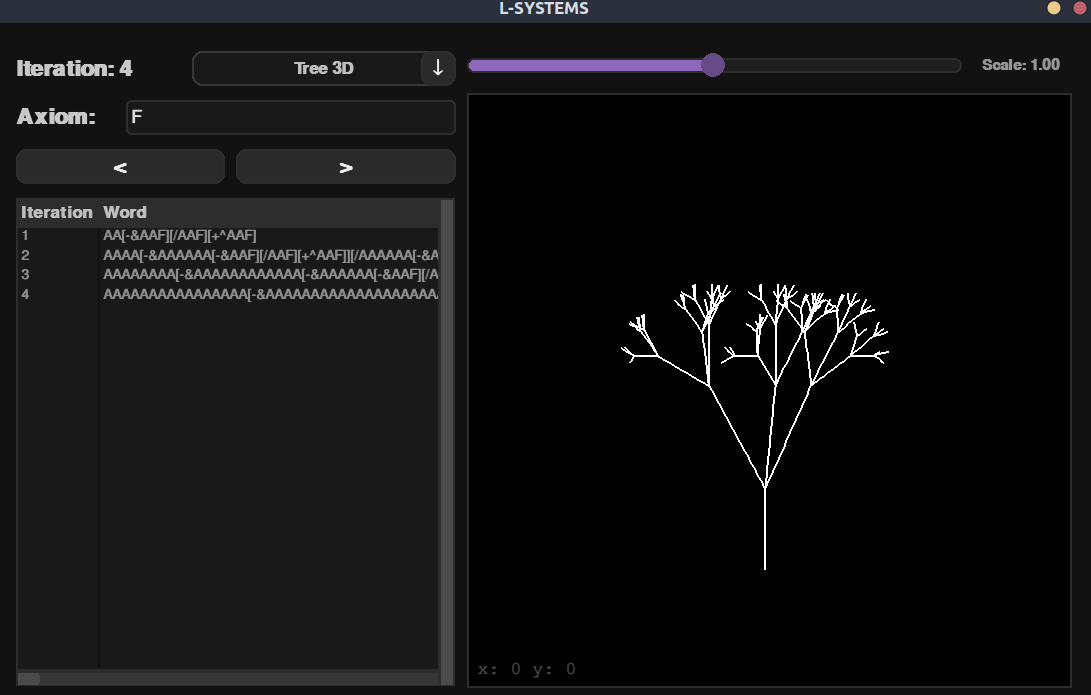 L-SYSTEMS
Iteration: 4
Tree 3D ↓
Scale: 1.00
Axiom: F
< >
Iteration Word
1 AA[-&AAF][/AAF][+^AAF]
2 AAAA[-&AAAAAA[-&AAF][/AAF][+^AAF]][/AAAAAA[-&A
3 AAAAAAAA[-&AAAAAAAAAAAA[-&AAAAAA[-&AAF][/A
4 AAAAAAAAAAAAAAAA[-&AAAAAAAAAAAAAAAAAAA
x: 0 y: 0